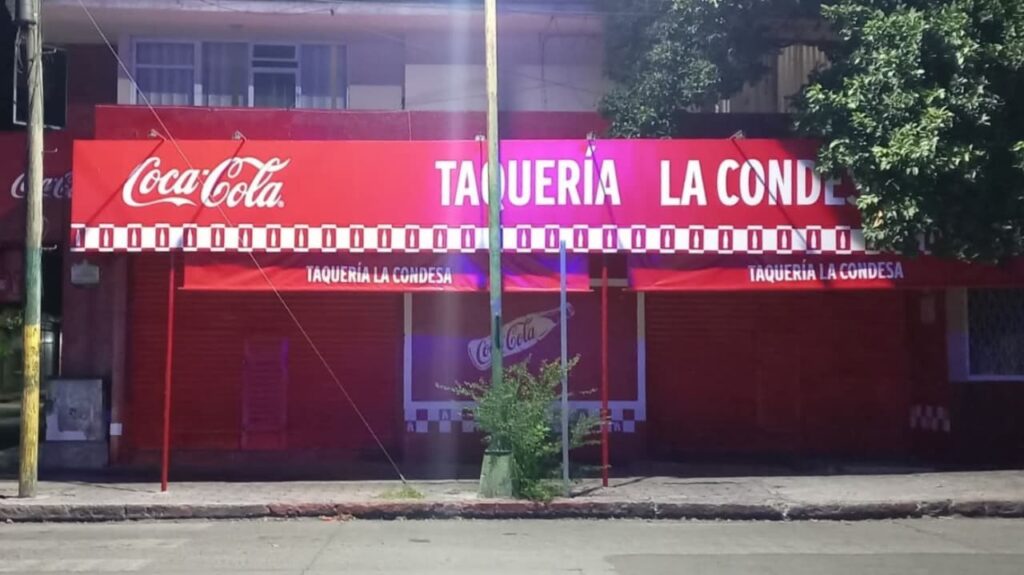 Coca-Cola
Coca-Cola TAQUERÍA LA CONDESA
TAQUERÍA LA CONDESA
TAQUERÍA LA CONDESA
Coca-Cola